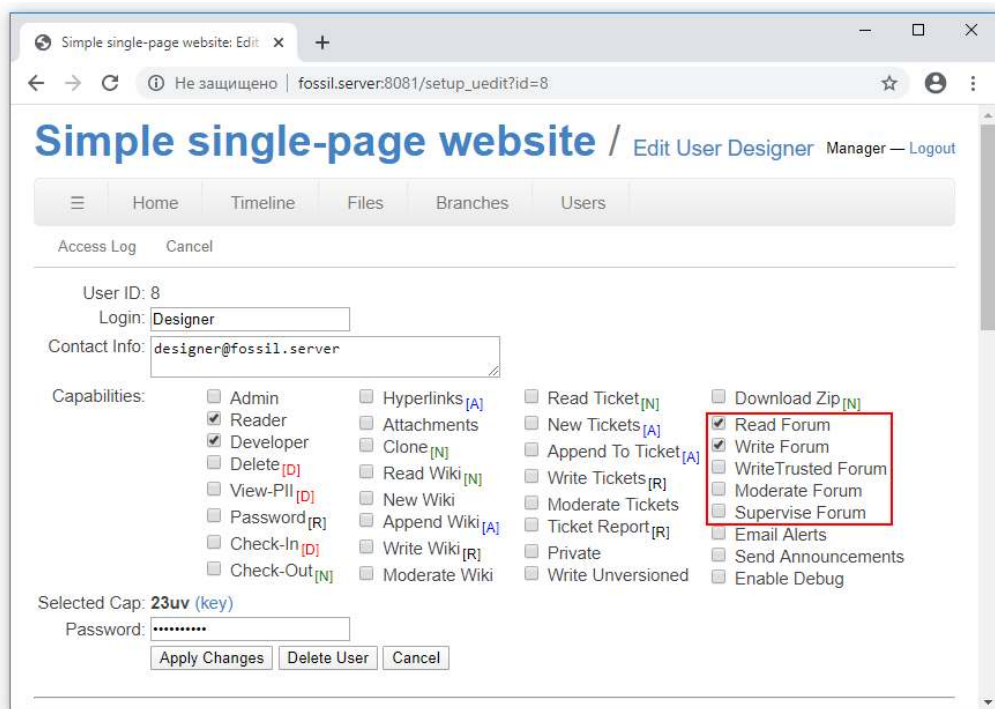 Simple single-page website: Edit
Не защищено | fossil.server:8081/setup_uedit?id=8
Simple single-page website / Edit User Designer Manager — Logout
☰ Home Timeline Files Branches Users
Access Log Cancel
User ID: 8
Login: Designer
Contact Info: designer@fossil.server
Capabilities:
Admin
Reader
Developer
Delete[D]
View-PII[D]
Password[R]
Check-In[D]
Check-Out[N]
Hyperlinks[A]
Attachments
Clone[N]
Read Wiki[N]
New Wiki
Append Wiki[A]
Write Wiki[R]
Moderate Wiki
Read Ticket[N]
New Tickets[A]
Append To Ticket[A]
Write Tickets[R]
Moderate Tickets
Ticket Report[R]
Private
Write Unversioned
Download Zip[N]
Read Forum
Write Forum
WriteTrusted Forum
Moderate Forum
Supervise Forum
Email Alerts
Send Announcements
Enable Debug
Selected Cap: 23uv (key)
Password: ••••••••••
Apply Changes Delete User Cancel